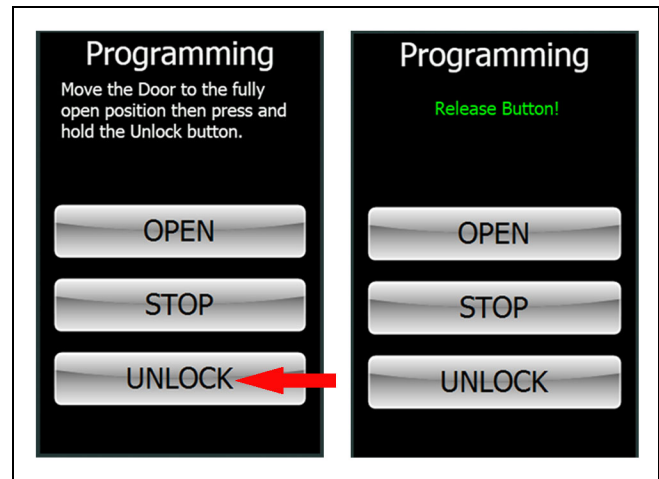 Programming
Move the Door to the fully
open position then press and
hold the Unlock button.
OPEN
STOP
UNLOCK
Programming
Release Button!
OPEN
STOP
UNLOCK